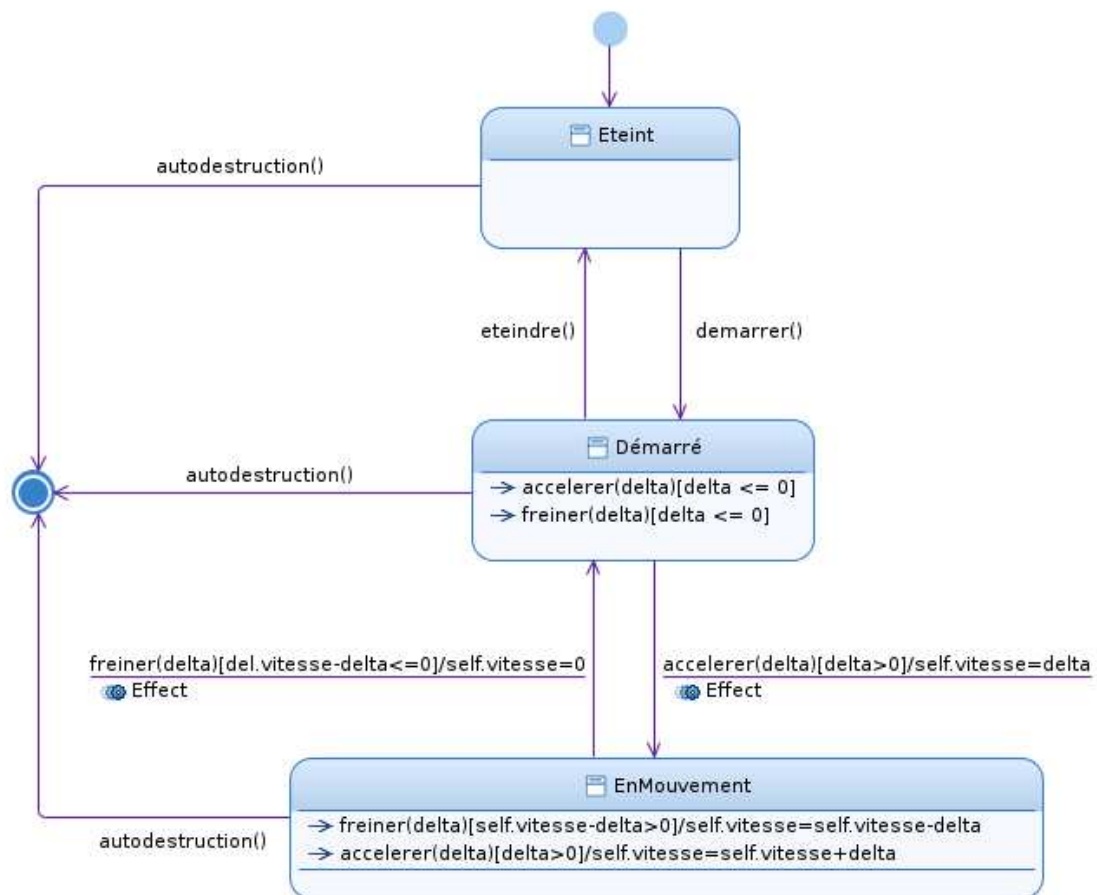 Eteint
autodestruction()
eteindre()
demarrer()
Démarré
autodestruction()
accelerer(delta)[delta <= 0]
freiner(delta)[delta <= 0]
freiner(delta)[del.vitesse-delta<=0]/self.vitesse=0
Effect
accelerer(delta)[delta>0]/self.vitesse=delta
Effect
EnMouvement
freiner(delta)[self.vitesse-delta>0]/self.vitesse=self.vitesse-delta
autodestruction()
accelerer(delta)[delta>0]/self.vitesse=self.vitesse+delta